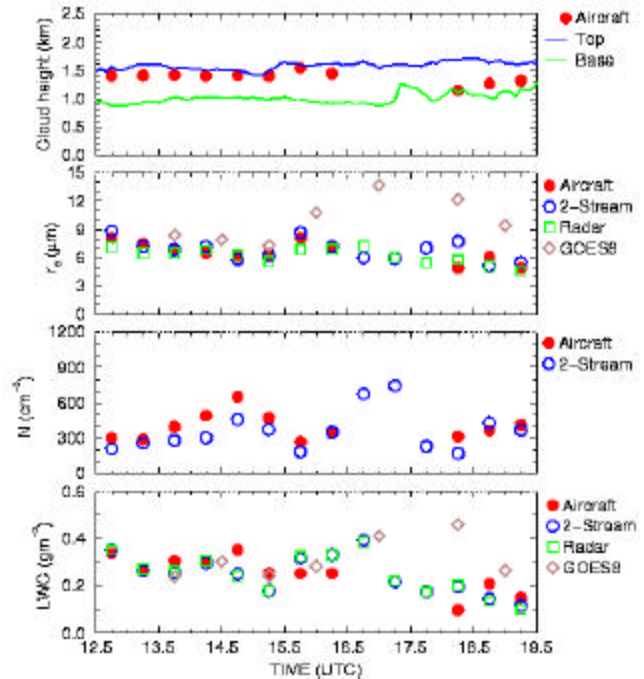 2.5
2.0
1.5
1.0
0.5
0.0
Cloud height (km)
Aircraft
Top
Base
15
12
9
6
3
0
rₑ (μm)
Aircraft
2-Stream
Radar
GOES8
1200
900
600
300
0
N (cm⁻³)
Aircraft
2-Stream
0.6
0.4
0.2
0.0
LWC (gm⁻³)
Aircraft
2-Stream
Radar
GOES8
12.5 13.5 14.5 15.5 16.5 17.5 18.5 19.5
TIME (UTC)